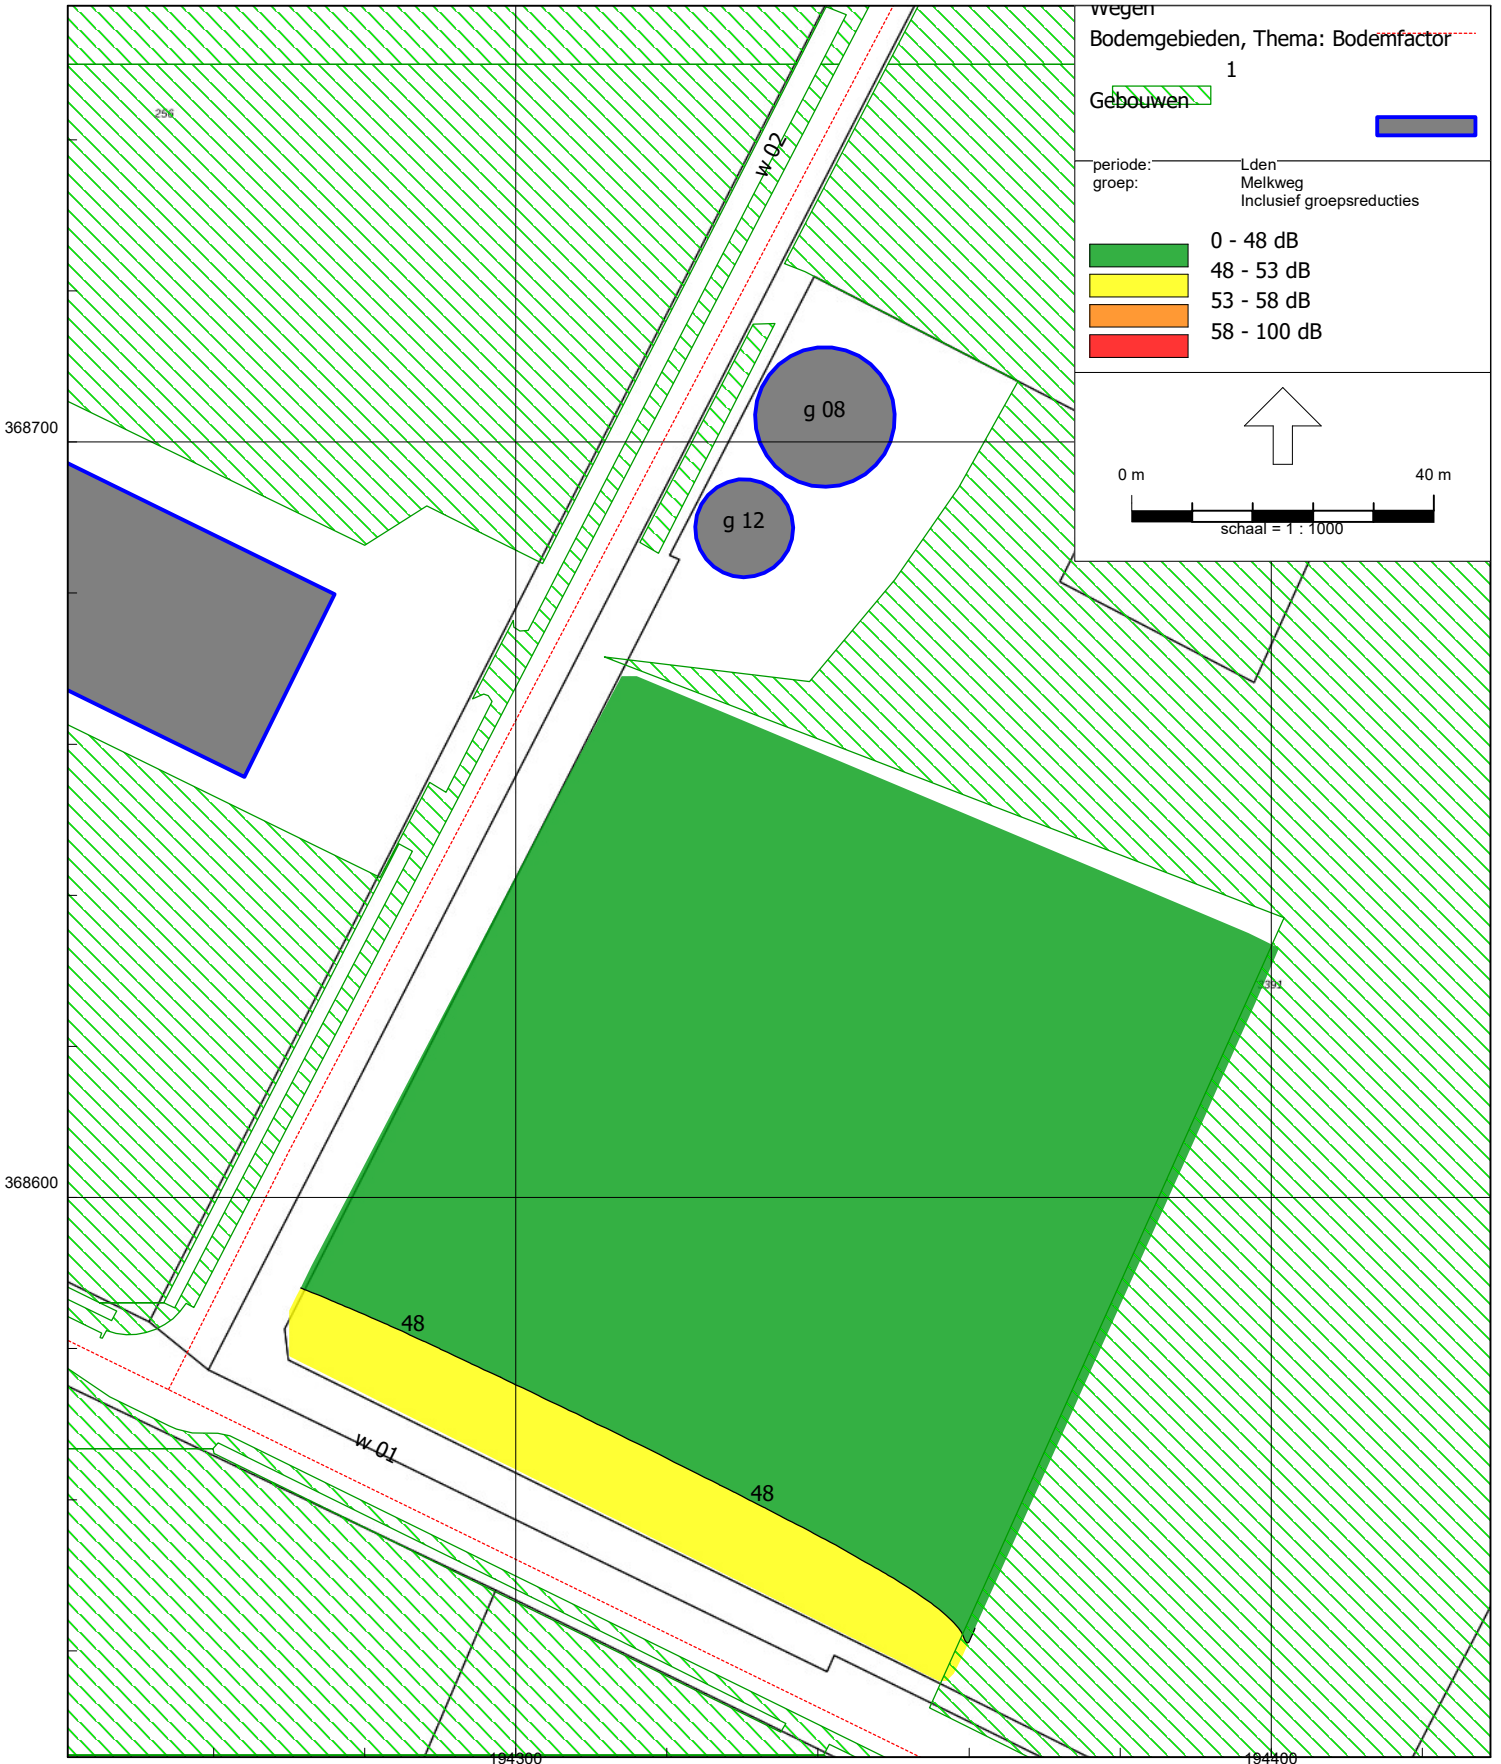 Wegen
Bodemgebieden, Thema: Bodemfactor
1
Gebouwen
periode: Lden
groep: Melkweg
Inclusief groepsreducties
0 - 48 dB
48 - 53 dB
53 - 58 dB
58 - 100 dB
0 m 40 m
schaal = 1 : 1000
256
w 02
g 08
368700
g 12
391
368600
48
w 01
48
194300 194400